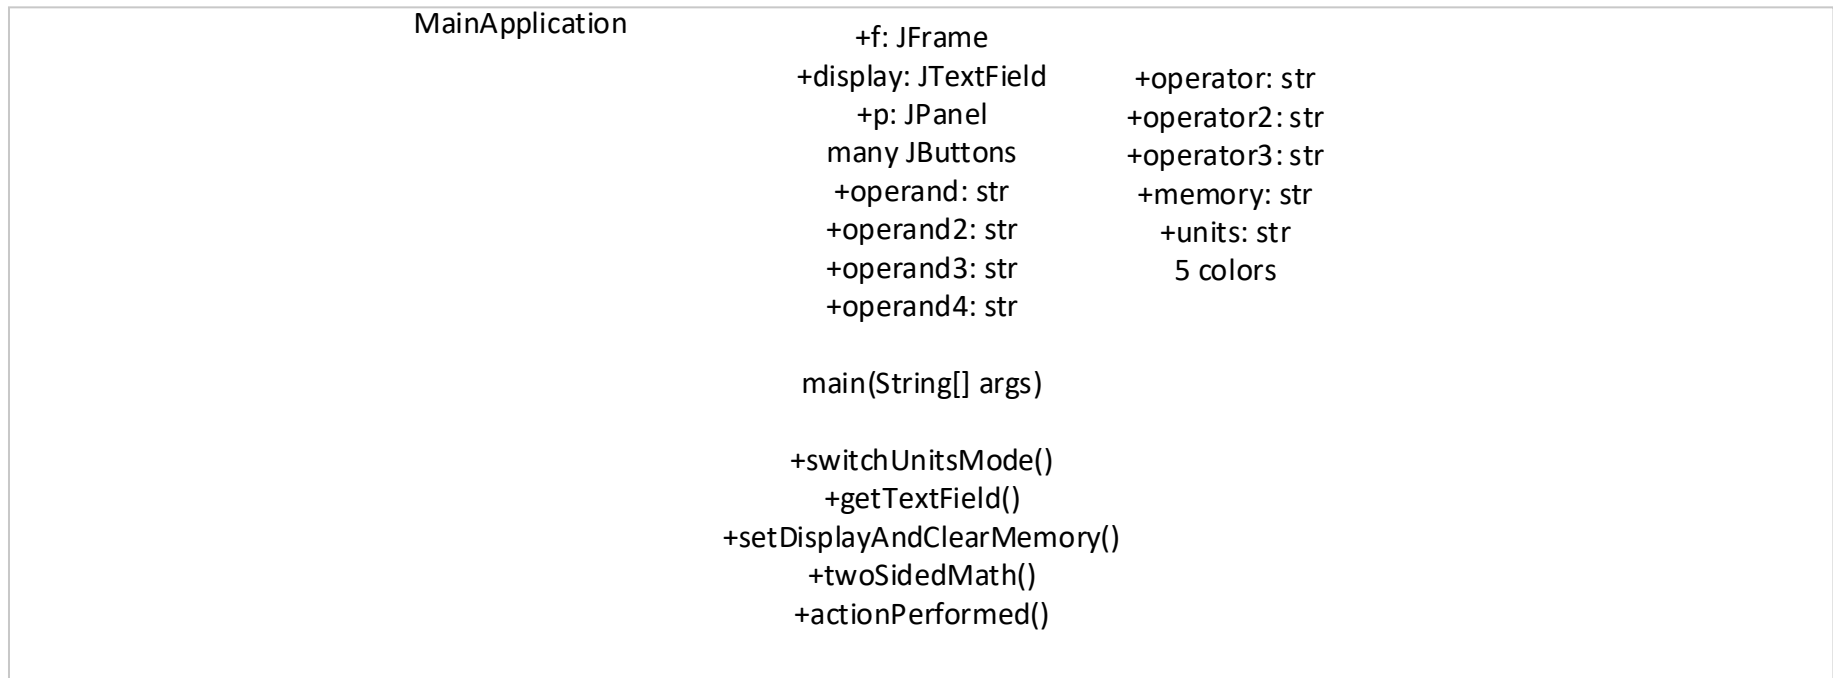 MainApplication
+f: JFrame
+display: JTextField
+p: JPanel
many JButtons
+operand: str
+operand2: str
+operand3: str
+operand4: str
+operator: str
+operator2: str
+operator3: str
+memory: str
+units: str
5 colors
main(String[] args)
+switchUnitsMode()
+getTextField()
+setDisplayAndClearMemory()
+twoSidedMath()
+actionPerformed()